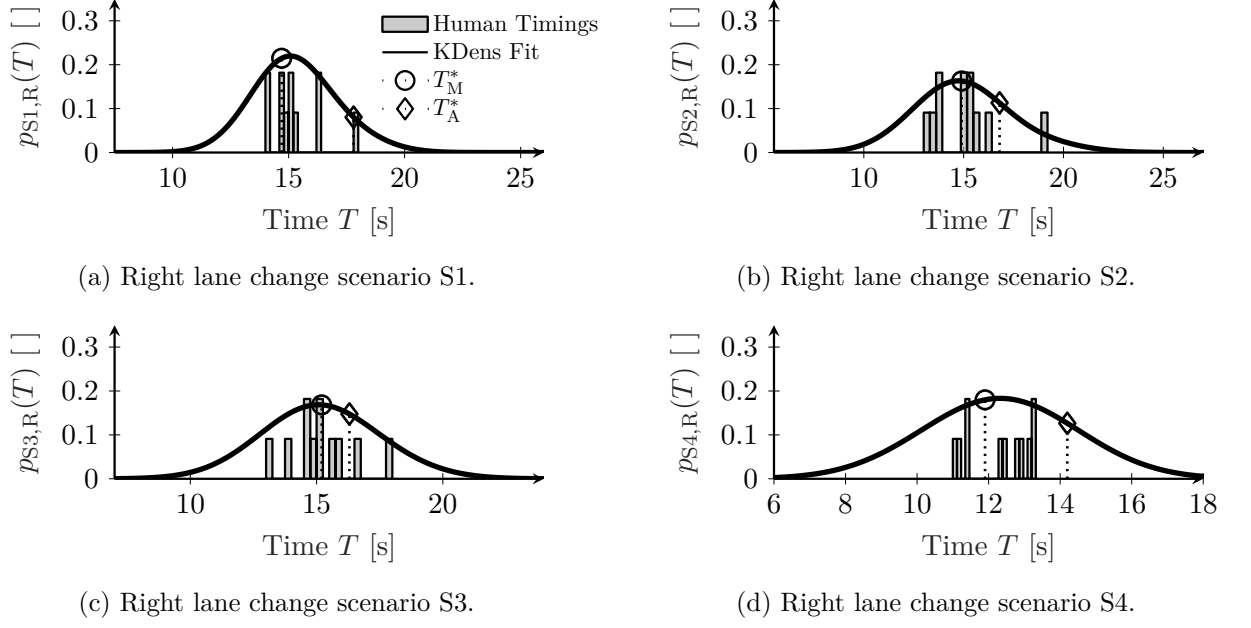 p_{S1,R}(T) [ ]
0.3
0.2
0.1
0
Human Timings
KDens Fit
T*_M
T*_A
10 15 20 25
Time T [s]
(a) Right lane change scenario S1.
p_{S2,R}(T) [ ]
0.3
0.2
0.1
0
10 15 20 25
Time T [s]
(b) Right lane change scenario S2.
p_{S3,R}(T) [ ]
0.3
0.2
0.1
0
10 15 20
Time T [s]
(c) Right lane change scenario S3.
p_{S4,R}(T) [ ]
0.3
0.2
0.1
0
6 8 10 12 14 16 18
Time T [s]
(d) Right lane change scenario S4.